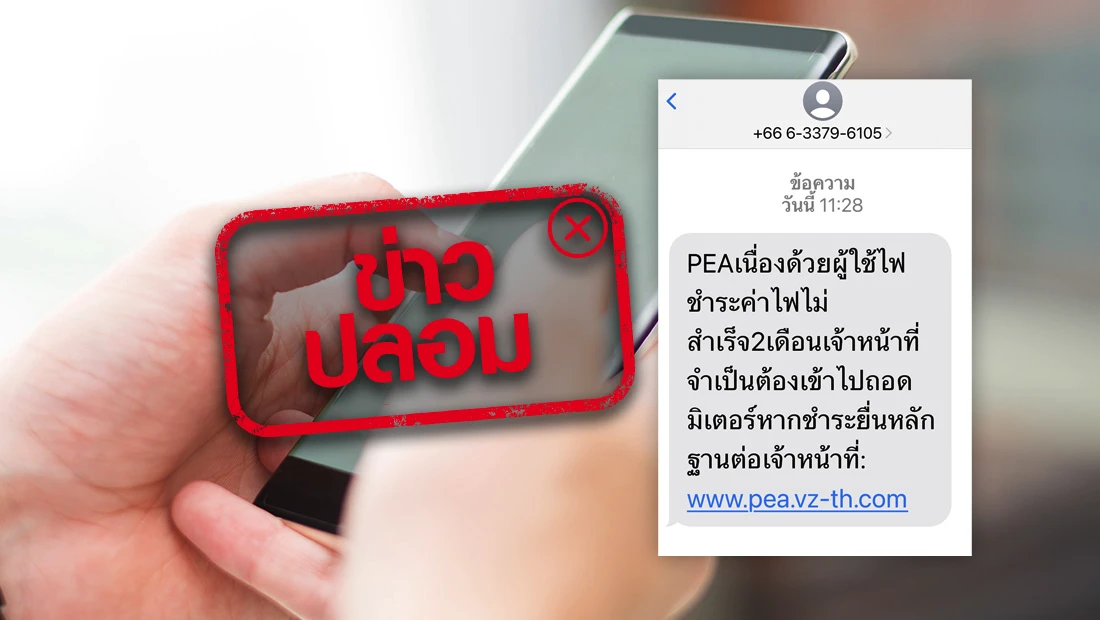 ข่าว
ปลอม
+66 6-3379-6105
ข้อความ
วันนี้ 11:28
PEAเนื่องด้วยผู้ใช้ไฟ
ชำระค่าไฟไม่
สำเร็จ2เดือนเจ้าหน้าที่
จำเป็นต้องเข้าไปถอด
มิเตอร์หากชำระยื่นหลัก
ฐานต่อเจ้าหน้าที่:
www.pea.vz-th.com